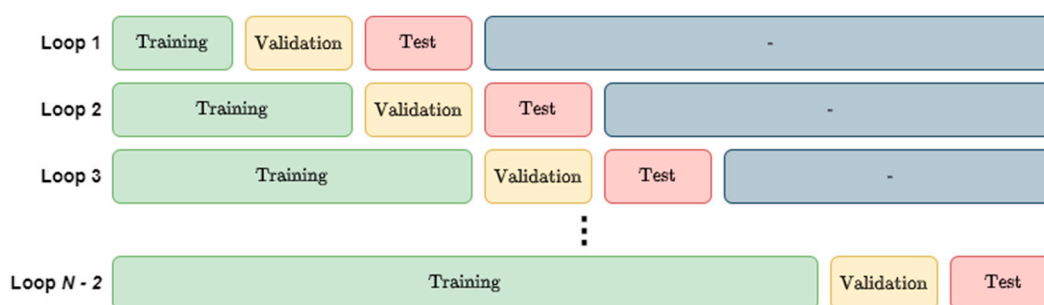 Loop 1 Training Validation Test -
Loop 2 Training Validation Test -
Loop 3 Training Validation Test -
⋮
Loop N - 2 Training Validation Test